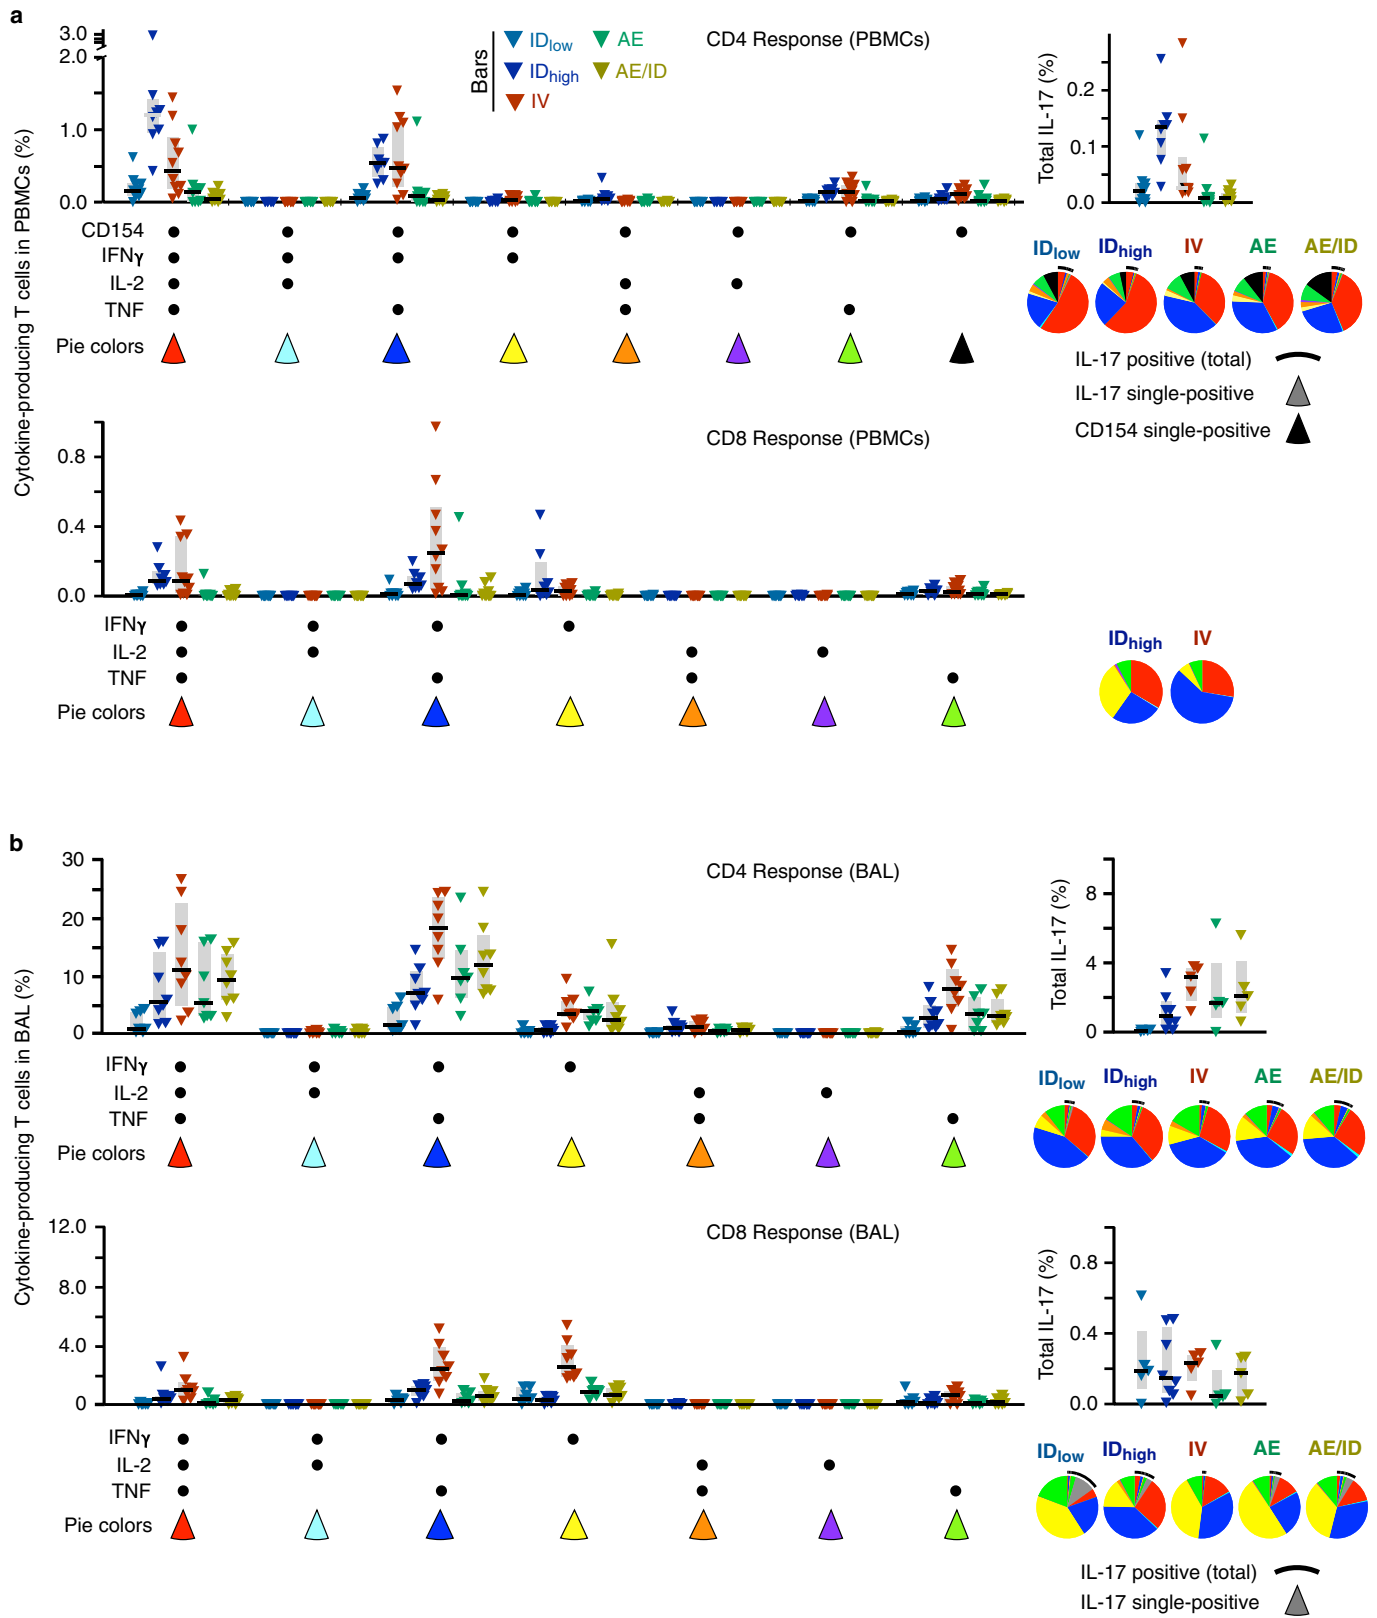 a
Cytokine-producing T cells in PBMCs (%)
3.0
2.0
1.0
0.0
Bars
IDlow
IDhigh
IV
AE
AE/ID
CD4 Response (PBMCs)
CD154
IFNγ
IL-2
TNF
Pie colors
Total IL-17 (%)
0.2
0.1
0.0
IDlow IDhigh IV AE AE/ID
IL-17 positive (total)
IL-17 single-positive
CD154 single-positive
CD8 Response (PBMCs)
0.8
0.4
0.0
IFNγ
IL-2
TNF
Pie colors
IDhigh IV
b
Cytokine-producing T cells in BAL (%)
CD4 Response (BAL)
30
20
10
0
IFNγ
IL-2
TNF
Pie colors
Total IL-17 (%)
8
4
0
IDlow IDhigh IV AE AE/ID
CD8 Response (BAL)
12.0
8.0
4.0
0
IFNγ
IL-2
TNF
Pie colors
Total IL-17 (%)
0.8
0.4
0.0
IDlow IDhigh IV AE AE/ID
IL-17 positive (total)
IL-17 single-positive